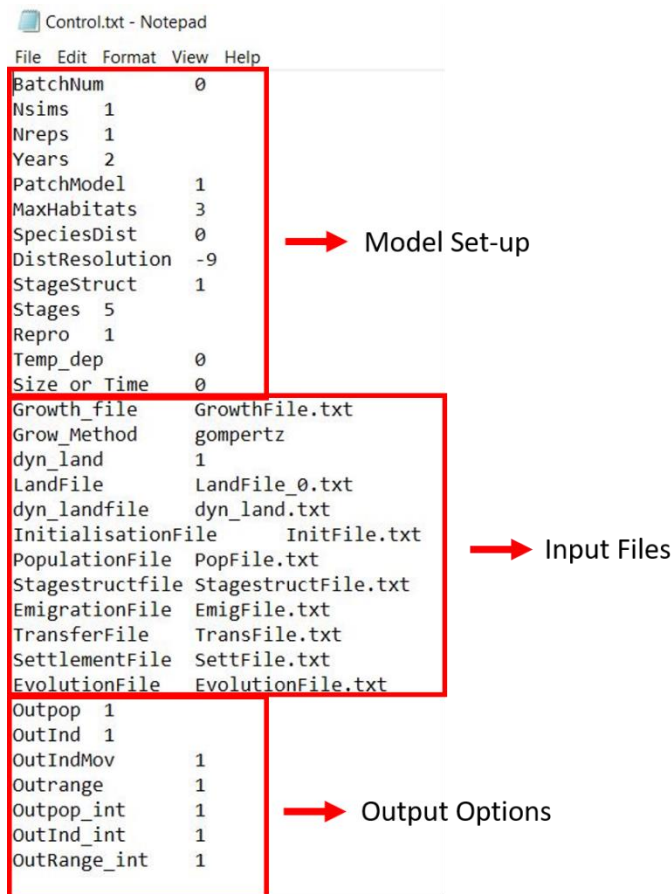 Control.txt - Notepad
File Edit Format View Help
BatchNum 0
Nsims 1
Nreps 1
Years 2
PatchModel 1
MaxHabitats 3
SpeciesDist 0
DistResolution -9
StageStruct 1
Stages 5
Repro 1
Temp_dep 0
Size or Time 0
Model Set-up
Growth_file GrowthFile.txt
Grow_Method gompertz
dyn_land 1
LandFile LandFile_0.txt
dyn_landfile dyn_land.txt
InitialisationFile InitFile.txt
PopulationFile PopFile.txt
Stagestructfile StagestructFile.txt
EmigrationFile EmigFile.txt
TransferFile TransFile.txt
SettlementFile SettFile.txt
EvolutionFile EvolutionFile.txt
Input Files
Outpop 1
OutInd 1
OutIndMov 1
Outrange 1
Outpop_int 1
OutInd_int 1
OutRange_int 1
Output Options